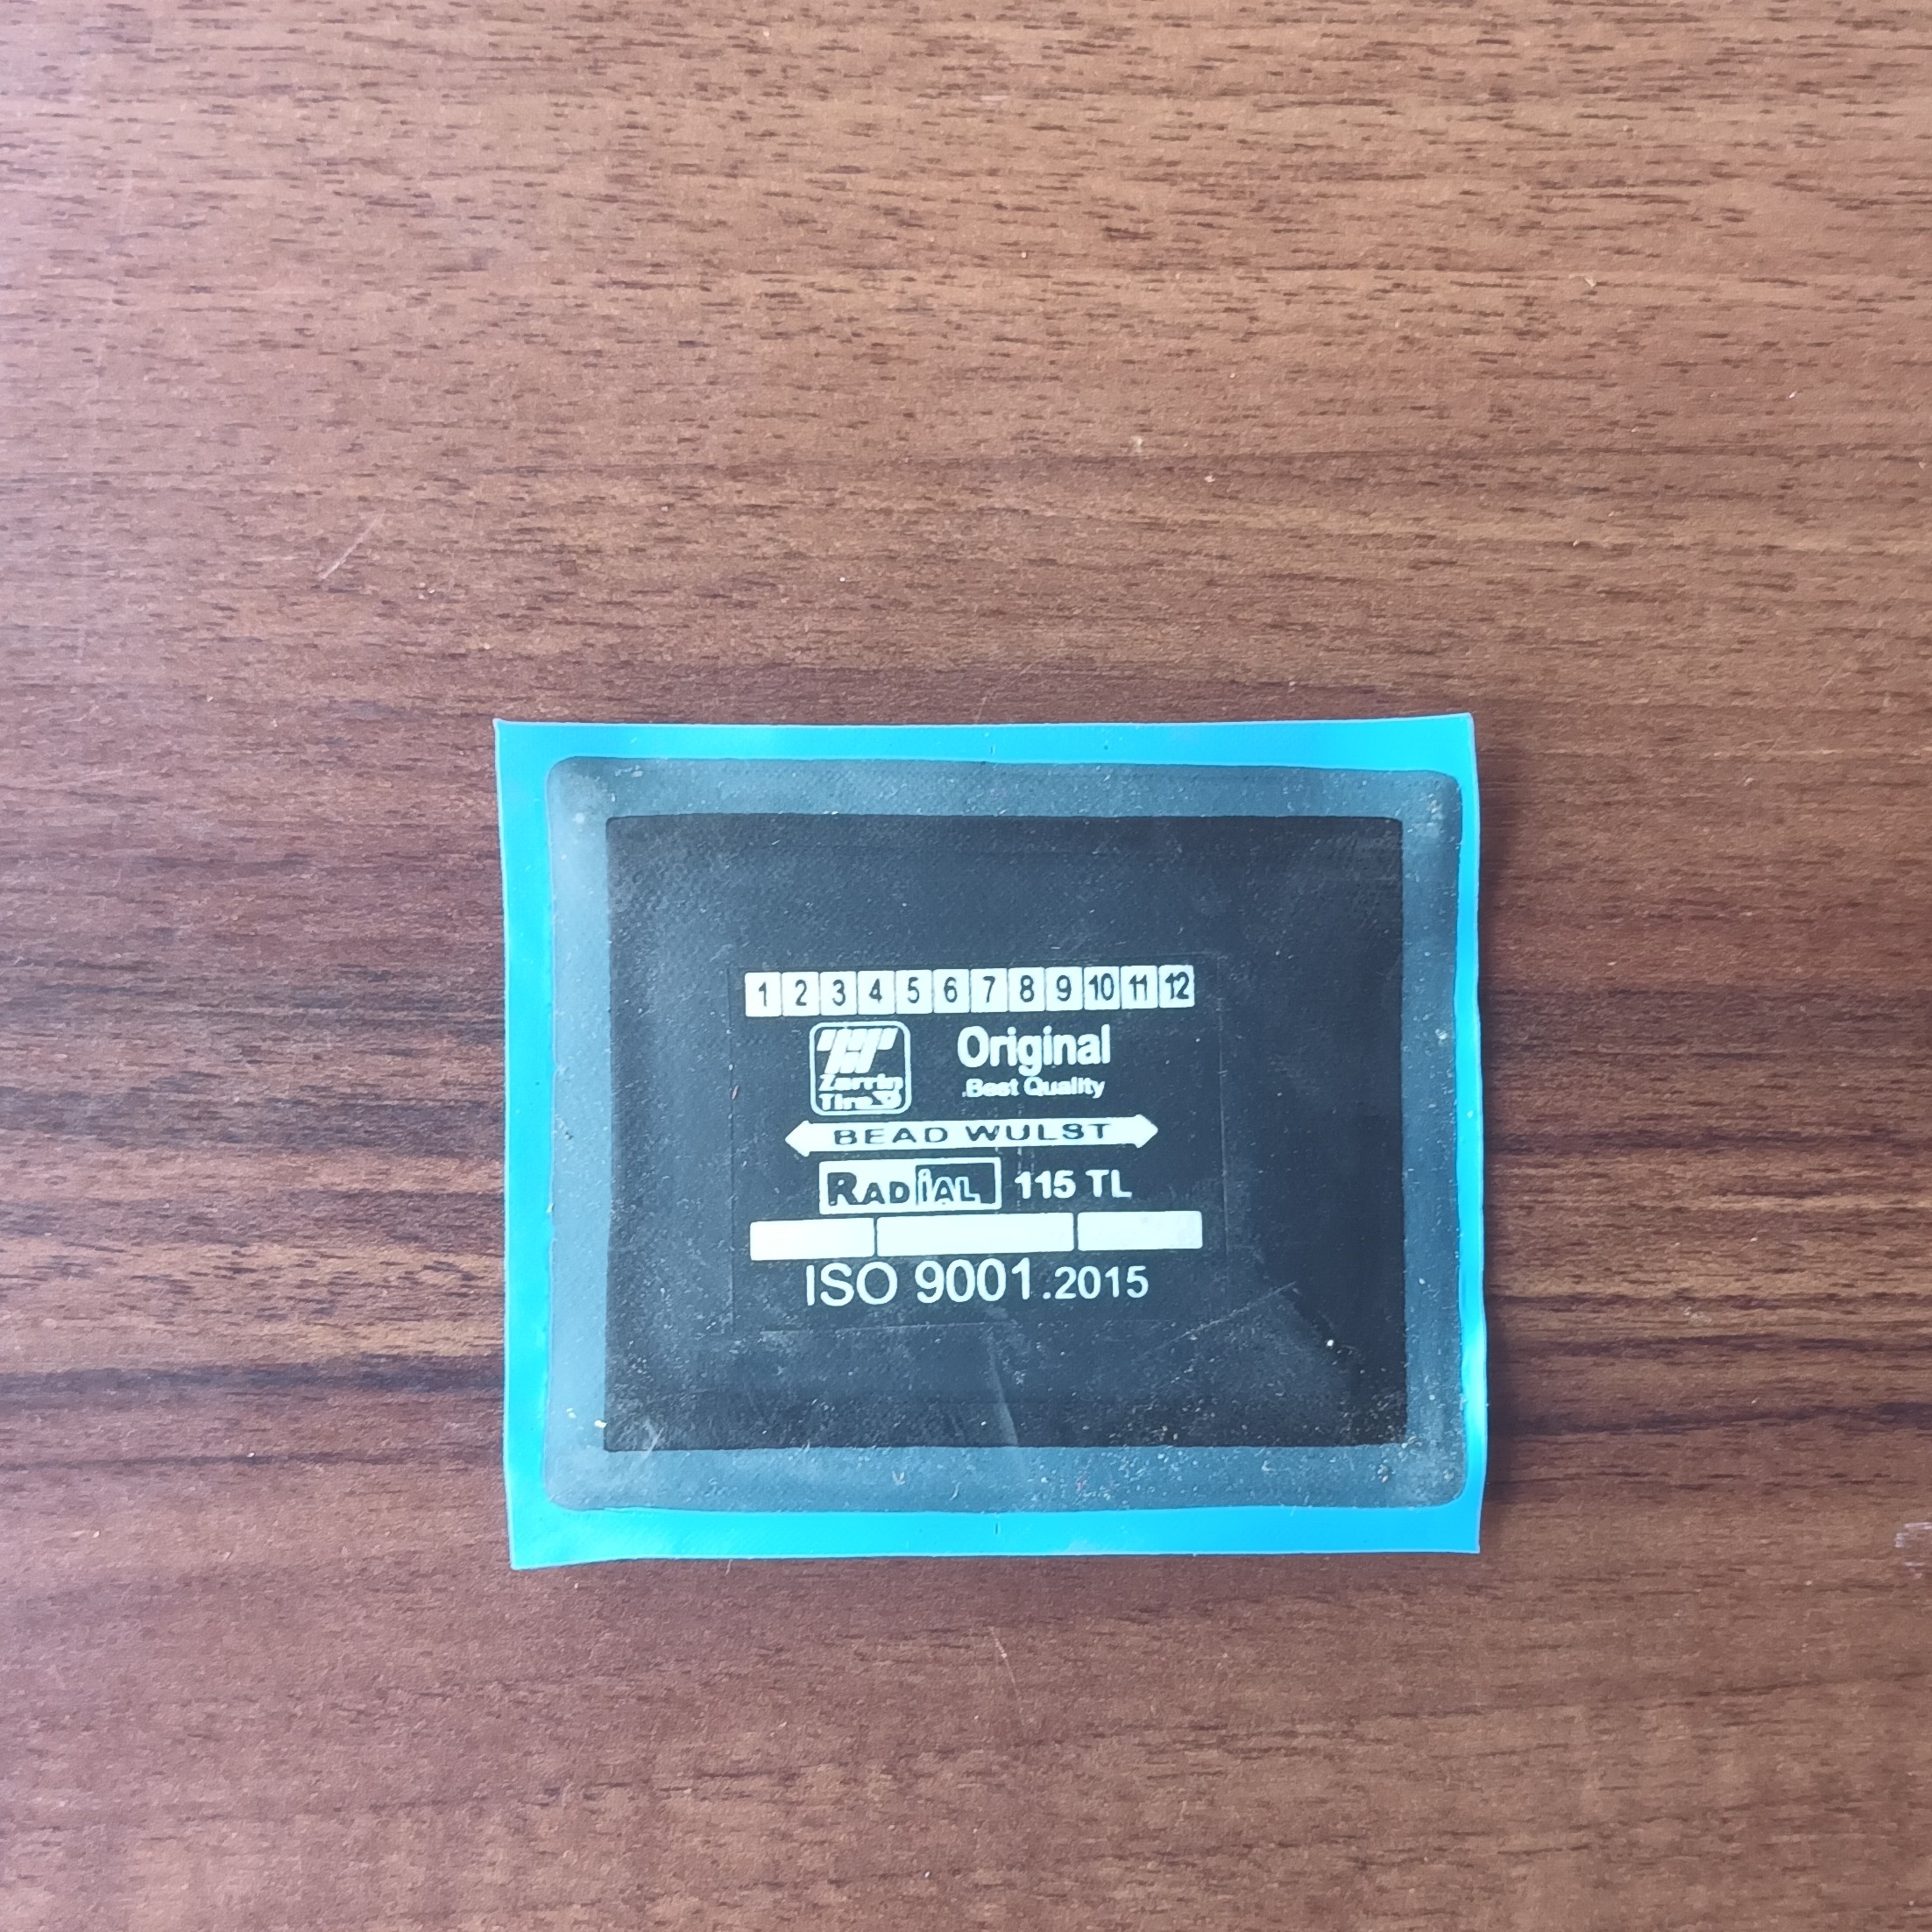 1 2 3 4 5 6 7 8 9 10 11 12
Zarrin
Tire
Original
.Best Quality
BEAD WULST
RADiAL 115 TL
ISO 9001.2015